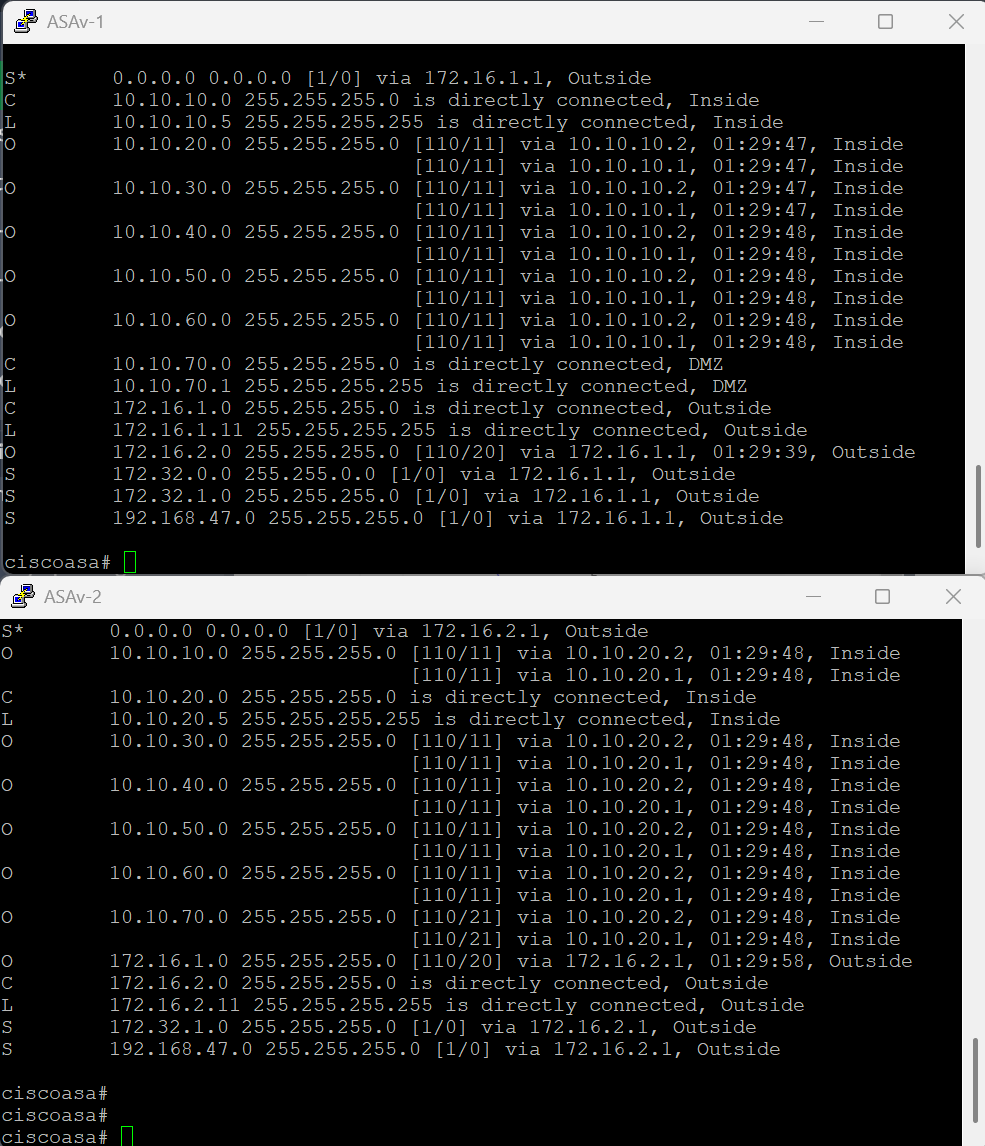 ASAv-1
S* 0.0.0.0 0.0.0.0 [1/0] via 172.16.1.1, Outside
C 10.10.10.0 255.255.255.0 is directly connected, Inside
L 10.10.10.5 255.255.255.255 is directly connected, Inside
O 10.10.20.0 255.255.255.0 [110/11] via 10.10.10.2, 01:29:47, Inside
[110/11] via 10.10.10.1, 01:29:47, Inside
O 10.10.30.0 255.255.255.0 [110/11] via 10.10.10.2, 01:29:47, Inside
[110/11] via 10.10.10.1, 01:29:47, Inside
O 10.10.40.0 255.255.255.0 [110/11] via 10.10.10.2, 01:29:48, Inside
[110/11] via 10.10.10.1, 01:29:48, Inside
O 10.10.50.0 255.255.255.0 [110/11] via 10.10.10.2, 01:29:48, Inside
[110/11] via 10.10.10.1, 01:29:48, Inside
O 10.10.60.0 255.255.255.0 [110/11] via 10.10.10.2, 01:29:48, Inside
[110/11] via 10.10.10.1, 01:29:48, Inside
C 10.10.70.0 255.255.255.0 is directly connected, DMZ
L 10.10.70.1 255.255.255.255 is directly connected, DMZ
C 172.16.1.0 255.255.255.0 is directly connected, Outside
L 172.16.1.11 255.255.255.255 is directly connected, Outside
O 172.16.2.0 255.255.255.0 [110/20] via 172.16.1.1, 01:29:39, Outside
S 172.32.0.0 255.255.0.0 [1/0] via 172.16.1.1, Outside
S 172.32.1.0 255.255.255.0 [1/0] via 172.16.1.1, Outside
S 192.168.47.0 255.255.255.0 [1/0] via 172.16.1.1, Outside
ciscoasa#
ASAv-2
S* 0.0.0.0 0.0.0.0 [1/0] via 172.16.2.1, Outside
O 10.10.10.0 255.255.255.0 [110/11] via 10.10.20.2, 01:29:48, Inside
[110/11] via 10.10.20.1, 01:29:48, Inside
C 10.10.20.0 255.255.255.0 is directly connected, Inside
L 10.10.20.5 255.255.255.255 is directly connected, Inside
O 10.10.30.0 255.255.255.0 [110/11] via 10.10.20.2, 01:29:48, Inside
[110/11] via 10.10.20.1, 01:29:48, Inside
O 10.10.40.0 255.255.255.0 [110/11] via 10.10.20.2, 01:29:48, Inside
[110/11] via 10.10.20.1, 01:29:48, Inside
O 10.10.50.0 255.255.255.0 [110/11] via 10.10.20.2, 01:29:48, Inside
[110/11] via 10.10.20.1, 01:29:48, Inside
O 10.10.60.0 255.255.255.0 [110/11] via 10.10.20.2, 01:29:48, Inside
[110/11] via 10.10.20.1, 01:29:48, Inside
O 10.10.70.0 255.255.255.0 [110/21] via 10.10.20.2, 01:29:48, Inside
[110/21] via 10.10.20.1, 01:29:48, Inside
O 172.16.1.0 255.255.255.0 [110/20] via 172.16.2.1, 01:29:58, Outside
C 172.16.2.0 255.255.255.0 is directly connected, Outside
L 172.16.2.11 255.255.255.255 is directly connected, Outside
S 172.32.1.0 255.255.255.0 [1/0] via 172.16.2.1, Outside
S 192.168.47.0 255.255.255.0 [1/0] via 172.16.2.1, Outside
ciscoasa#
ciscoasa#
ciscoasa#